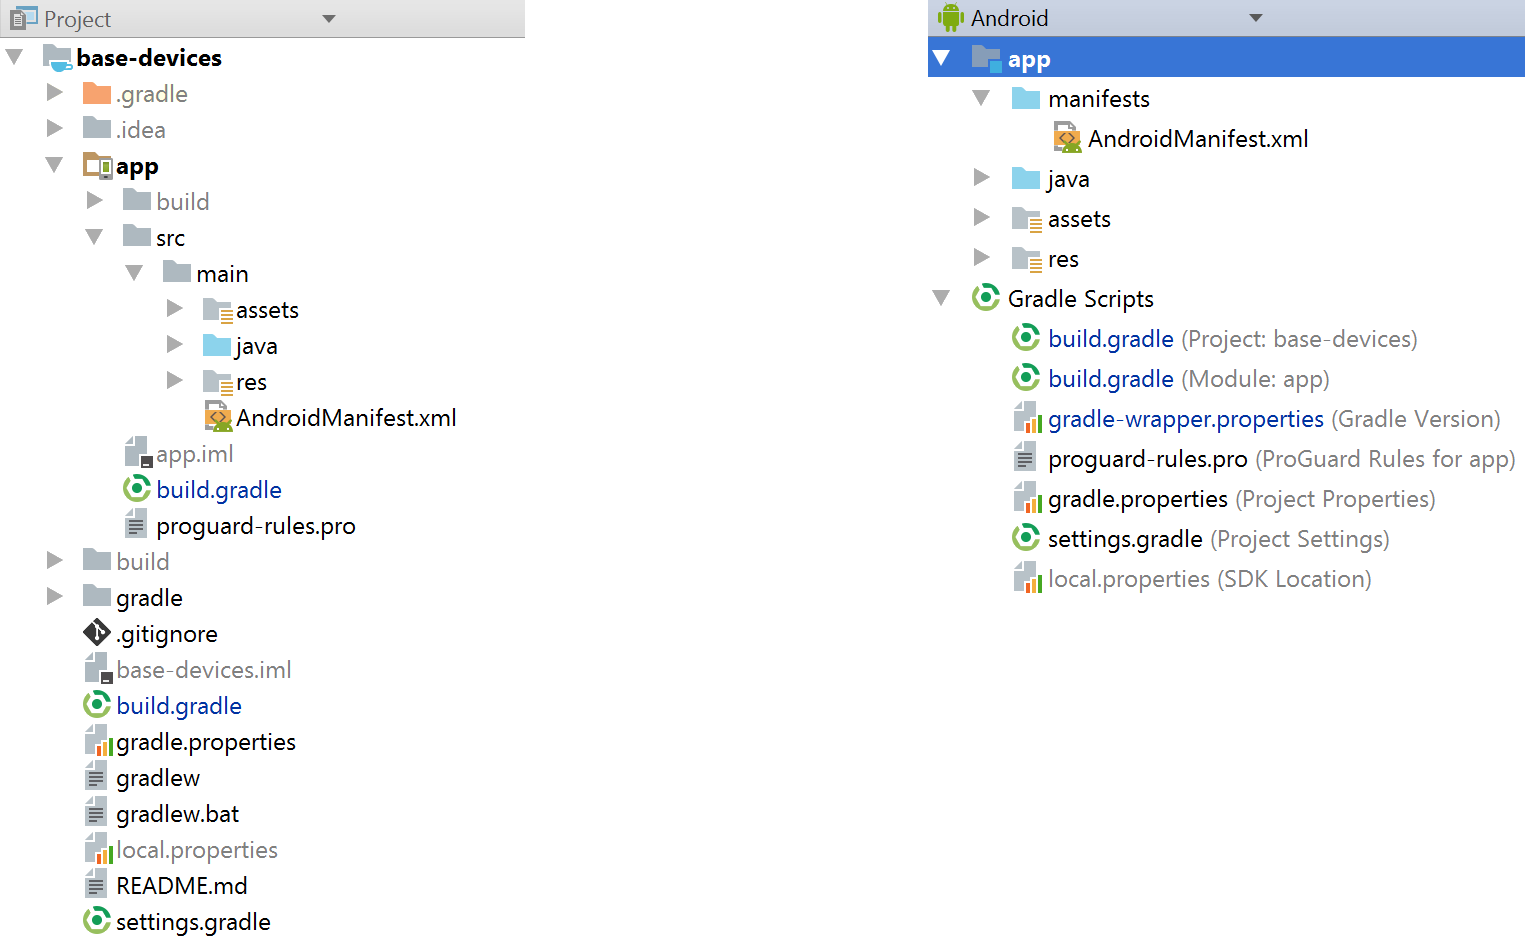 Project
base-devices
.gradle
.idea
app
build
src
main
assets
java
res
AndroidManifest.xml
app.iml
build.gradle
proguard-rules.pro
build
gradle
.gitignore
base-devices.iml
build.gradle
gradle.properties
gradlew
gradlew.bat
local.properties
README.md
settings.gradle
Android
app
manifests
AndroidManifest.xml
java
assets
res
Gradle Scripts
build.gradle (Project: base-devices)
build.gradle (Module: app)
gradle-wrapper.properties (Gradle Version)
proguard-rules.pro (ProGuard Rules for app)
gradle.properties (Project Properties)
settings.gradle (Project Settings)
local.properties (SDK Location)